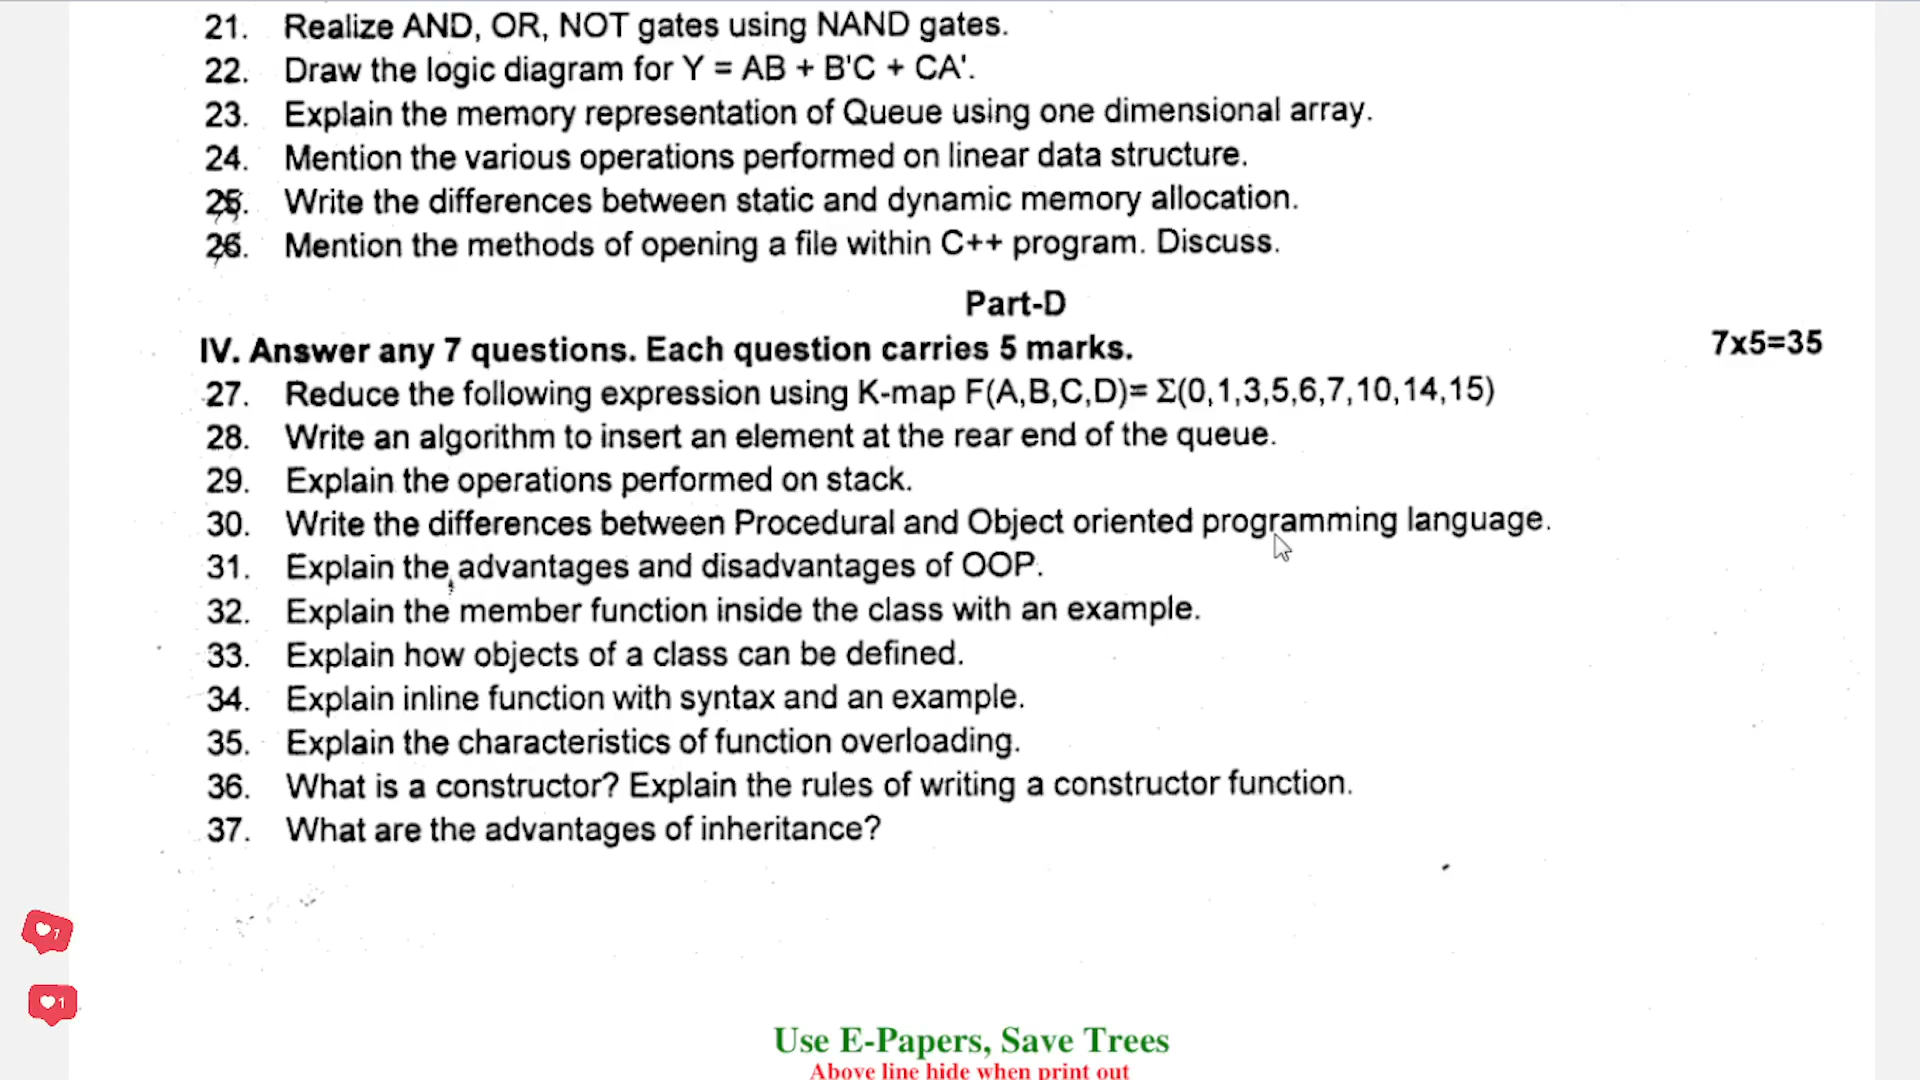 21. Realize AND, OR, NOT gates using NAND gates.
22. Draw the logic diagram for Y = AB + B'C + CA'.
23. Explain the memory representation of Queue using one dimensional array.
24. Mention the various operations performed on linear data structure.
25. Write the differences between static and dynamic memory allocation.
26. Mention the methods of opening a file within C++ program. Discuss.
Part-D
IV. Answer any 7 questions. Each question carries 5 marks. 7x5=35
27. Reduce the following expression using K-map F(A,B,C,D)= Σ(0,1,3,5,6,7,10,14,15)
28. Write an algorithm to insert an element at the rear end of the queue.
29. Explain the operations performed on stack.
30. Write the differences between Procedural and Object oriented programming language.
31. Explain the advantages and disadvantages of OOP.
32. Explain the member function inside the class with an example.
33. Explain how objects of a class can be defined.
34. Explain inline function with syntax and an example.
35. Explain the characteristics of function overloading.
36. What is a constructor? Explain the rules of writing a constructor function.
37. What are the advantages of inheritance?
7
1
Use E-Papers, Save Trees
Above line hide when print out